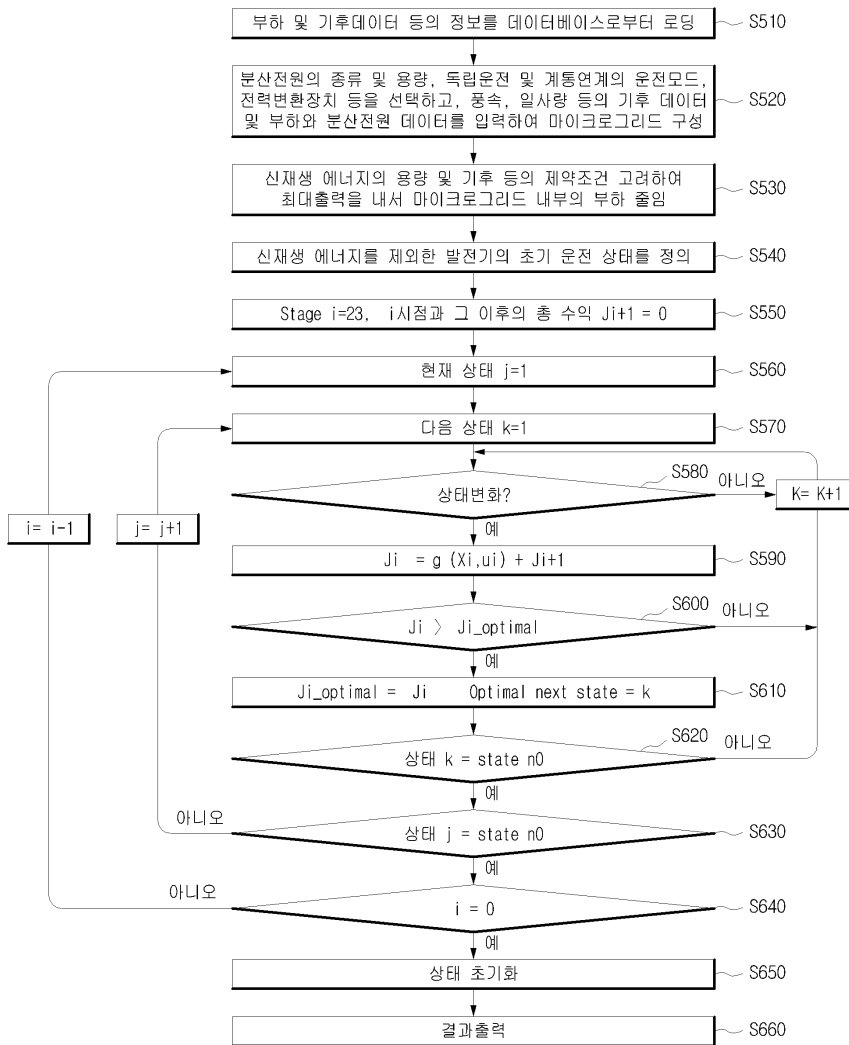 부하 및 기후데이터 등의 정보를 데이터베이스로부터 로딩
S510
분산전원의 종류 및 용량, 독립운전 및 계통연계의 운전모드,
전력변환장치 등을 선택하고, 풍속, 일사량 등의 기후 데이터
및 부하와 분산전원 데이터를 입력하여 마이크로그리드 구성
S520
신재생 에너지의 용량 및 기후 등의 제약조건 고려하여
최대출력을 내서 마이크로그리드 내부의 부하 줄임
S530
신재생 에너지를 제외한 발전기의 초기 운전 상태를 정의
S540
Stage i=23, i시점과 그 이후의 총 수익 Ji+1 = 0
S550
현재 상태 j=1
S560
다음 상태 k=1
S570
S580
상태변화?
아니오
K= K+1
예
i= i-1
j= j+1
Ji = g (Xi,ui) + Ji+1
S590
S600
Ji > Ji_optimal
아니오
예
Ji_optimal = Ji Optimal next state = k
S610
S620
상태 k = state n0
아니오
예
아니오
상태 j = state n0
S630
예
아니오
i = 0
S640
예
상태 초기화
S650
결과출력
S660